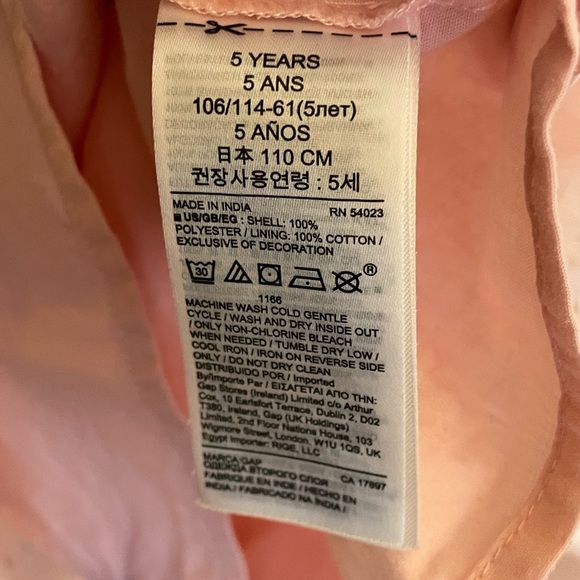 5 YEARS
5 ANS
106/114-61(5лет)
5 AÑOS
日本 110 CM
권장사용연령 : 5세
MADE IN INDIA RN 54023
US/GB/EG : SHELL: 100%
POLYESTER / LINING: 100% COTTON /
EXCLUSIVE OF DECORATION
30 ®
1166
MACHINE WASH COLD GENTLE
CYCLE / WASH AND DRY INSIDE OUT
/ ONLY NON-CHLORINE BLEACH
WHEN NEEDED / TUMBLE DRY LOW /
COOL IRON / IRON ON REVERSE SIDE
ONLY / DO NOT DRY CLEAN
DISTRIBUIDO POR / Imported
By/Importe Par / ΕΙΣΑΓΕΤΑΙ ΑΠΟ ΤΗΝ:
Gap Stores (Ireland) Limited c/o Arthur
Cox, 10 Earlsfort Terrace, Dublin 2, D02
T380, Ireland, Gap (UK Holdings)
Limited, 2nd Floor Nations House, 103
Wigmore Street, London, W1U 1QS, UK
Egypt Importer: RIGE, LLC
MARCA/GAP
ОДЕЖДА ВТОРОГО СЛОЯ CA 17897
FABRIQUE EN INDE / HECHO EN
INDIA / FABRICADO NA INDIA /